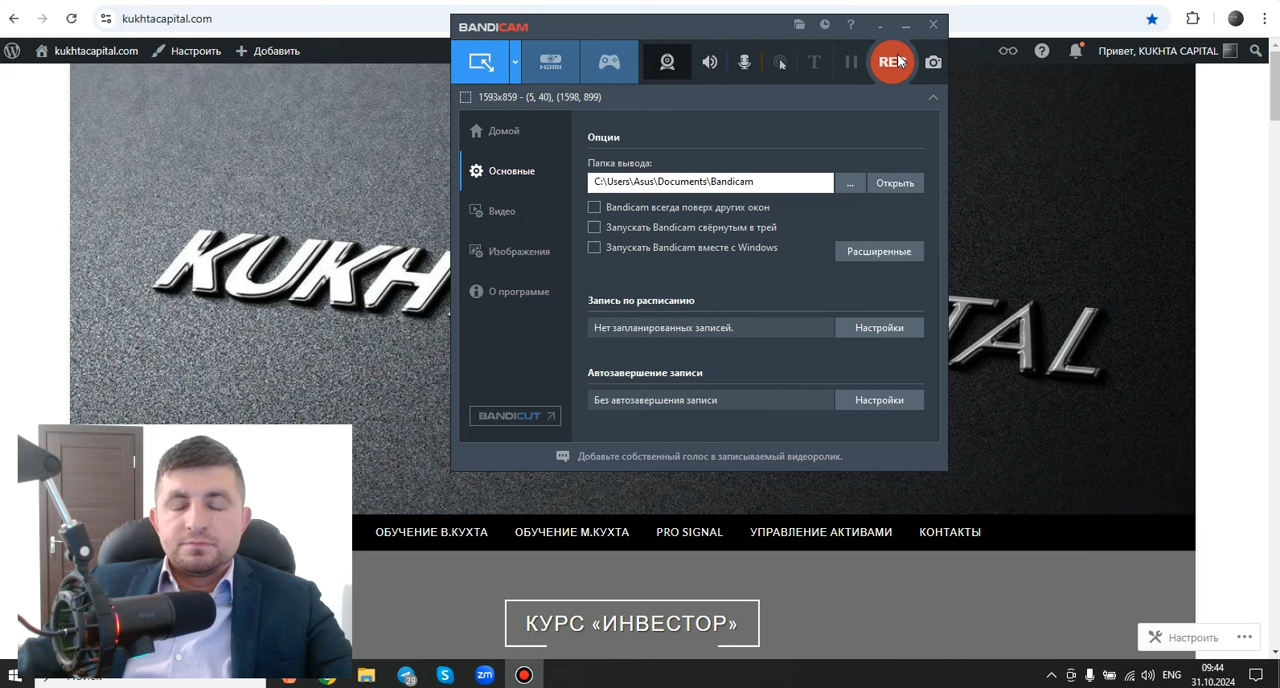 kukhtacapital.com
kukhtacapital.com
Настроить
Добавить
Привет, KUKHTA CAPITAL
BANDICAM
HDMI
REC
1593x859 - (5, 40), (1598, 899)
Домой
Основные
Видео
Изображения
О программе
BANDICUT
Опции
Папка вывода:
C:\Users\Asus\Documents\Bandicam
...
Открыть
Bandicam всегда поверх других окон
Запускать Bandicam свёрнутым в трей
Запускать Bandicam вместе с Windows
Расширенные
Запись по расписанию
Нет запланированных записей.
Настройки
Автозавершение записи
Без автозавершения записи
Настройки
Добавьте собственный голос в записываемый видеоролик.
KUKH
ITAL
ОБУЧЕНИЕ В.КУХТА
ОБУЧЕНИЕ М.КУХТА
PRO SIGNAL
УПРАВЛЕНИЕ АКТИВАМИ
КОНТАКТЫ
КУРС «ИНВЕСТОР»
Настроить
29
zm
ENG
09:44
31.10.2024